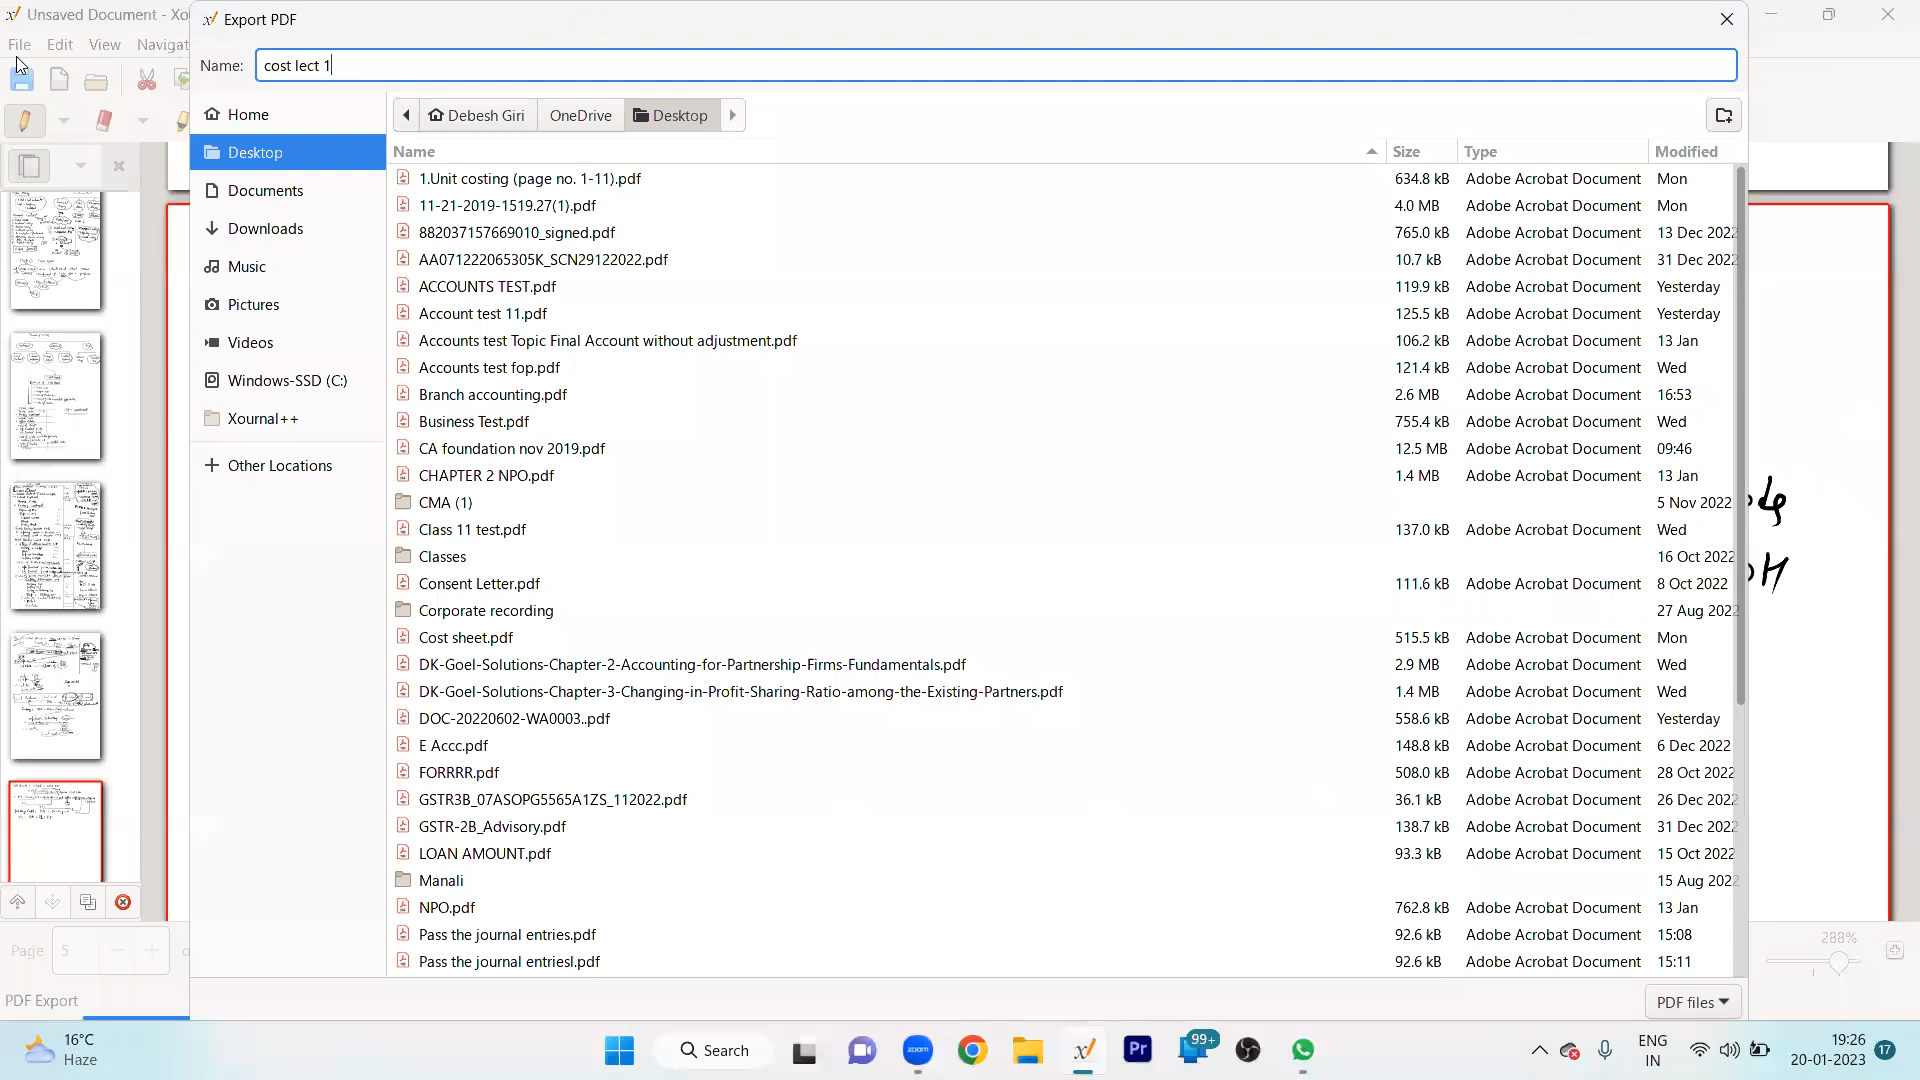 Unsaved Document - Xou
Export PDF
File Edit View Navigat
Name: cost lect 1
Home
Desktop
Documents
Downloads
Music
Pictures
Videos
Windows-SSD (C:)
Xournal++
Other Locations
Debesh Giri OneDrive Desktop
Name Size Type Modified
1.Unit costing (page no. 1-11).pdf 634.8 kB Adobe Acrobat Document Mon
11-21-2019-1519.27(1).pdf 4.0 MB Adobe Acrobat Document Mon
882037157669010_signed.pdf 765.0 kB Adobe Acrobat Document 13 Dec 2022
AA071222065305K_SCN29122022.pdf 10.7 kB Adobe Acrobat Document 31 Dec 2022
ACCOUNTS TEST.pdf 119.9 kB Adobe Acrobat Document Yesterday
Account test 11.pdf 125.5 kB Adobe Acrobat Document Yesterday
Accounts test Topic Final Account without adjustment.pdf 106.2 kB Adobe Acrobat Document 13 Jan
Accounts test fop.pdf 121.4 kB Adobe Acrobat Document Wed
Branch accounting.pdf 2.6 MB Adobe Acrobat Document 16:53
Business Test.pdf 755.4 kB Adobe Acrobat Document Wed
CA foundation nov 2019.pdf 12.5 MB Adobe Acrobat Document 09:46
CHAPTER 2 NPO.pdf 1.4 MB Adobe Acrobat Document 13 Jan
CMA (1) 5 Nov 2022
Class 11 test.pdf 137.0 kB Adobe Acrobat Document Wed
Classes 16 Oct 2022
Consent Letter.pdf 111.6 kB Adobe Acrobat Document 8 Oct 2022
Corporate recording 27 Aug 2022
Cost sheet.pdf 515.5 kB Adobe Acrobat Document Mon
DK-Goel-Solutions-Chapter-2-Accounting-for-Partnership-Firms-Fundamentals.pdf 2.9 MB Adobe Acrobat Document Wed
DK-Goel-Solutions-Chapter-3-Changing-in-Profit-Sharing-Ratio-among-the-Existing-Partners.pdf 1.4 MB Adobe Acrobat Document Wed
DOC-20220602-WA0003..pdf 558.6 kB Adobe Acrobat Document Yesterday
E Accc.pdf 148.8 kB Adobe Acrobat Document 6 Dec 2022
FORRRR.pdf 508.0 kB Adobe Acrobat Document 28 Oct 2022
GSTR3B_07ASOPG5565A1ZS_112022.pdf 36.1 kB Adobe Acrobat Document 26 Dec 2022
GSTR-2B_Advisory.pdf 138.7 kB Adobe Acrobat Document 31 Dec 2022
LOAN AMOUNT.pdf 93.3 kB Adobe Acrobat Document 15 Oct 2022
Manali 15 Aug 2022
NPO.pdf 762.8 kB Adobe Acrobat Document 13 Jan
Pass the journal entries.pdf 92.6 kB Adobe Acrobat Document 15:08
Pass the journal entriesl.pdf 92.6 kB Adobe Acrobat Document 15:11
Page 5
288%
PDF Export
PDF files
16°C
Haze
Search
zoom
Pr
99+
ENG
IN
19:26
20-01-2023
17